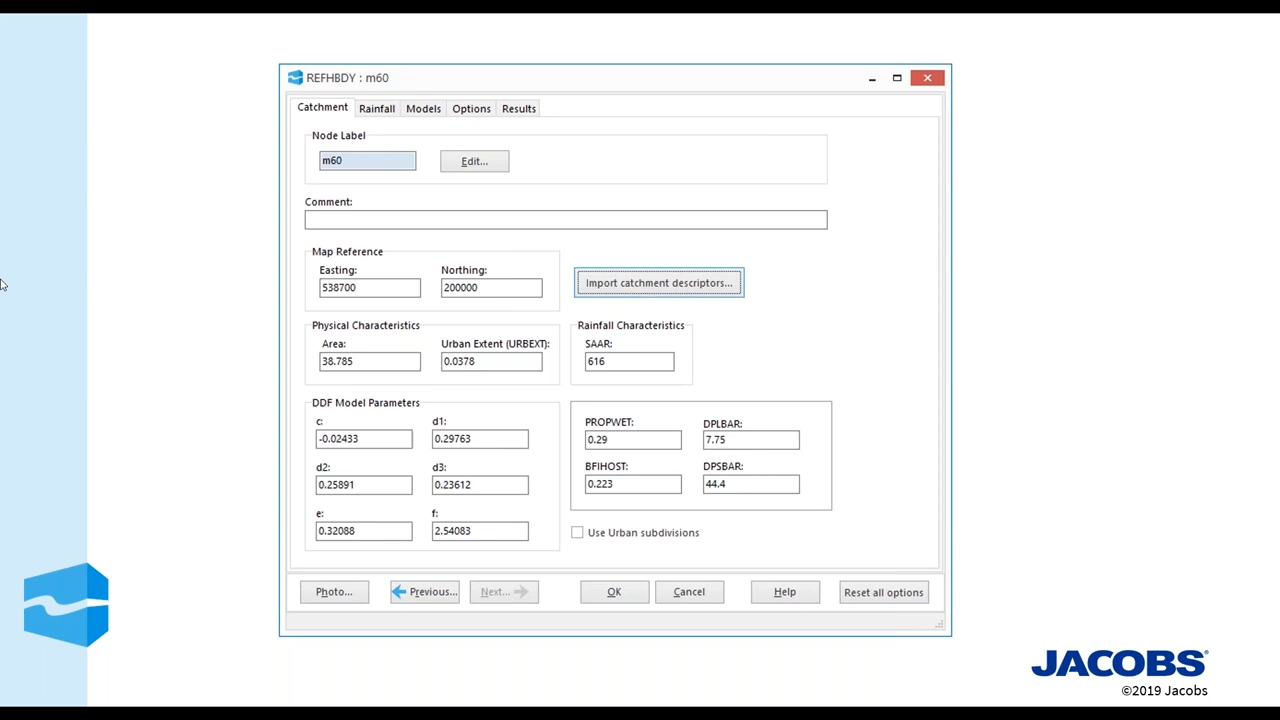 REFHBDY : m60
Catchment Rainfall Models Options Results
Node Label
m60 Edit...
Comment:
Map Reference
Easting: Northing:
538700 200000 Import catchment descriptors...
Physical Characteristics Rainfall Characteristics
Area: Urban Extent (URBEXT): SAAR:
38.785 0.0378 616
DDF Model Parameters
c: d1: PROPWET: DPLBAR:
-0.02433 0.29763 0.29 7.75
d2: d3: BFIHOST: DPSBAR:
0.25891 0.23612 0.223 44.4
e: f:
0.32088 2.54083 Use Urban subdivisions
Photo... Previous... Next... OK Cancel Help Reset all options
JACOBS®
©2019 Jacobs